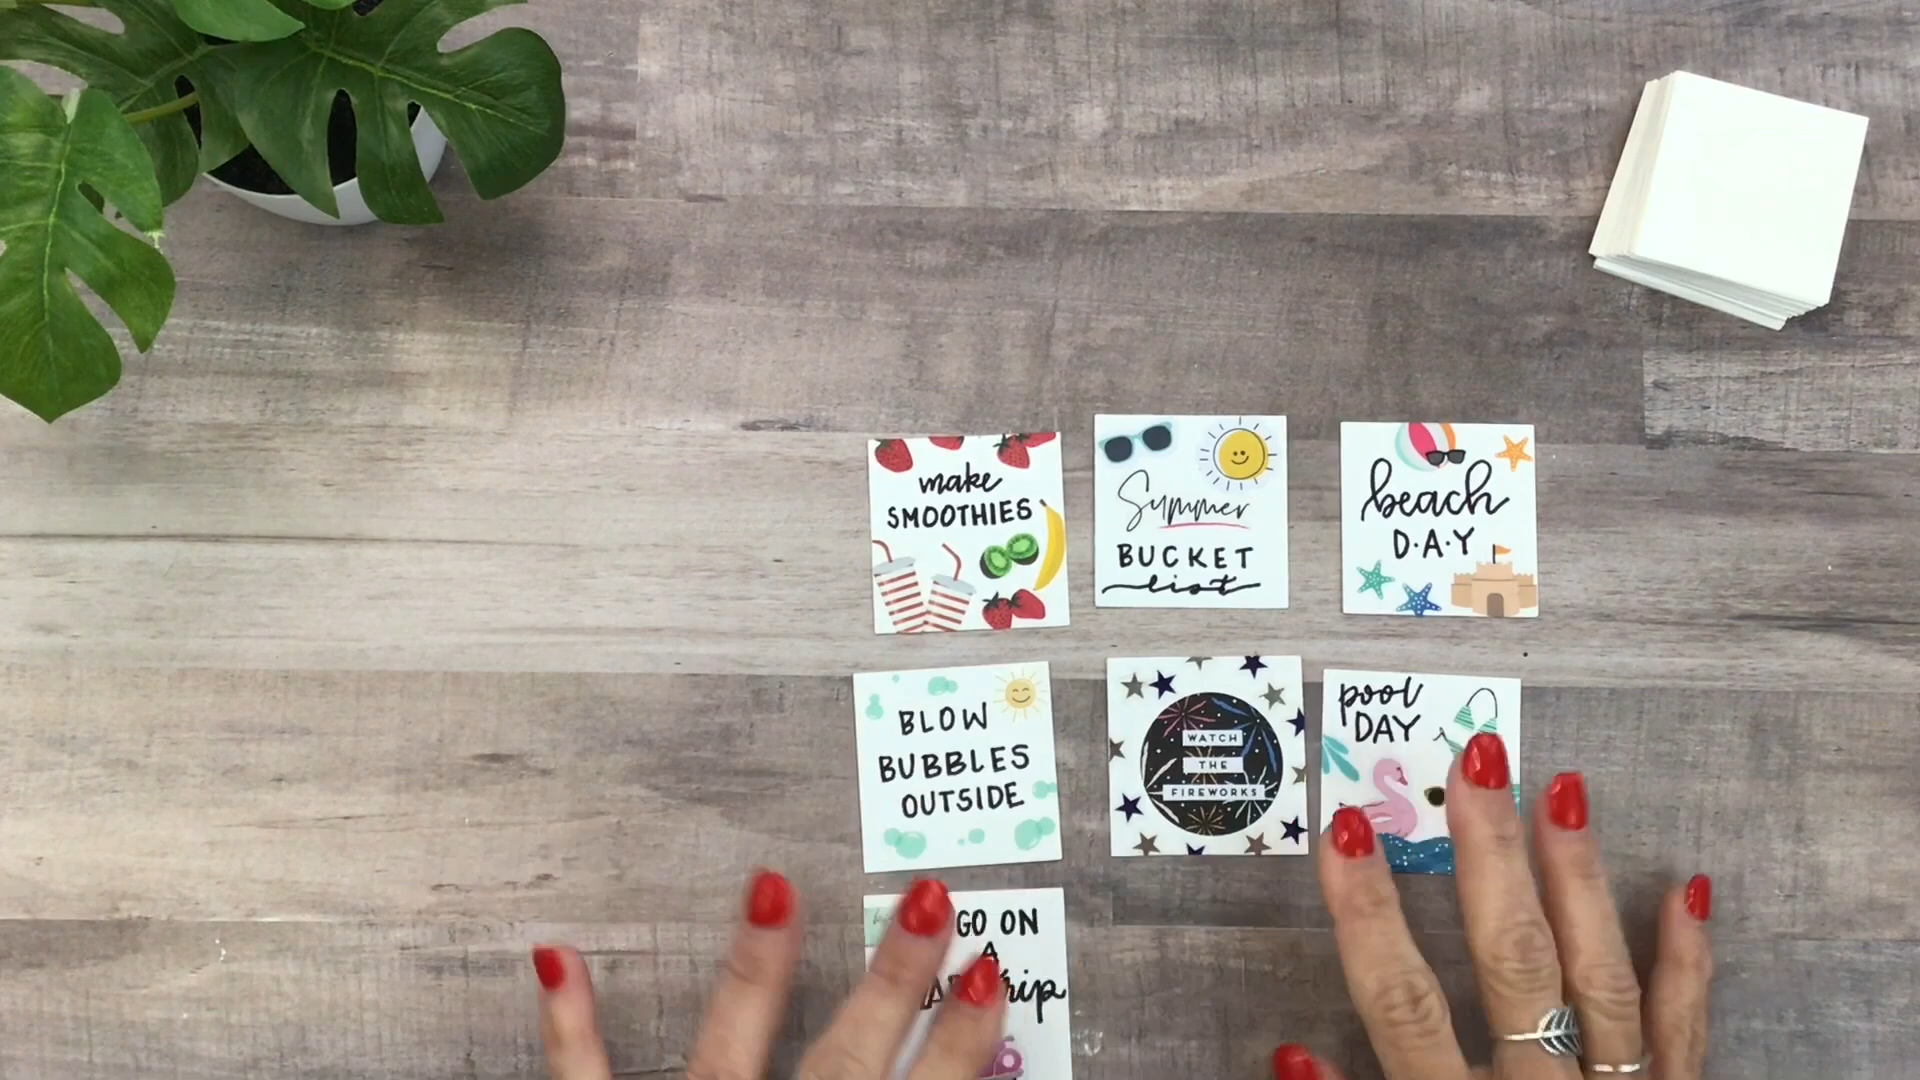 make
SMOOTHIES
Summer
BUCKET
list
beach
D·A·Y
BLOW
BUBBLES
OUTSIDE
WATCH
THE
FIREWORKS
pool
DAY
GO ON
A